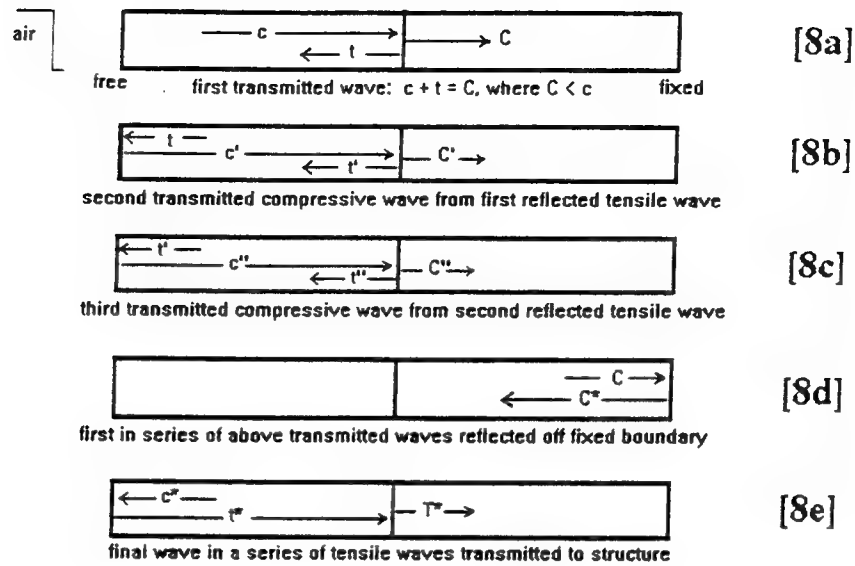 air
c
C
[8a]
t
free
first transmitted wave: c + t = C, where C < c
fixed
t
c'
C'
[8b]
t'
second transmitted compressive wave from first reflected tensile wave
t'
c"
C"
[8c]
t"
third transmitted compressive wave from second reflected tensile wave
C
C*
[8d]
first in series of above transmitted waves reflected off fixed boundary
c*
t*
T*
[8e]
final wave in a series of tensile waves transmitted to structure